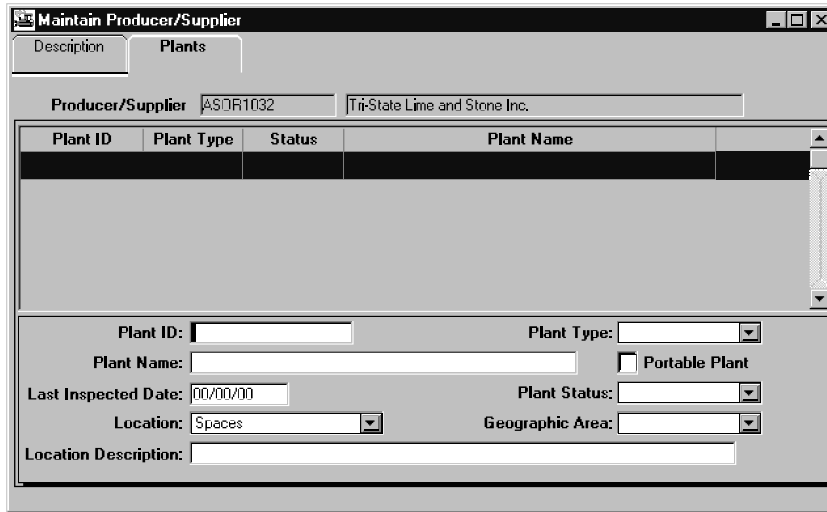 Maintain Producer/Supplier
Description Plants
Producer/Supplier ASOR1032 Tri-State Lime and Stone Inc.
Plant ID Plant Type Status Plant Name
Plant ID: Plant Type:
Plant Name: Portable Plant
Last Inspected Date: 00/00/00 Plant Status:
Location: Spaces Geographic Area:
Location Description: